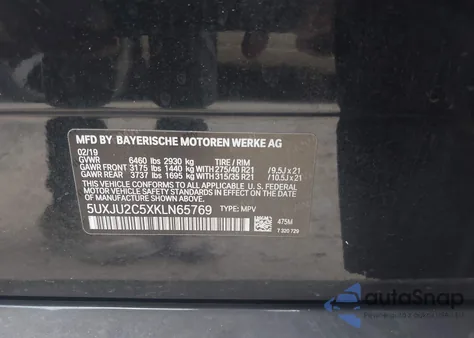 MFD BY BAYERISCHE MOTOREN WERKE AG
02/19
GVWR 6460 lbs 2930 kg TIRE / RIM
GAWR FRONT 3175 lbs 1440 kg WITH 275/40 R21 / 9.5J x 21
GAWR REAR 3737 lbs 1695 kg WITH 315/35 R21 / 10.5J x 21
THIS VEHICLE CONFORMS TO ALL APPLICABLE U. S. FEDERAL
MOTOR VEHICLE SAFETY STANDARDS IN EFFECT ON THE DATE
OF MANUFACTURE SHOWN ABOVE.
5UXJU2C5XKLN65769 TYPE: MPV
475M
7 320 729
autoSnap